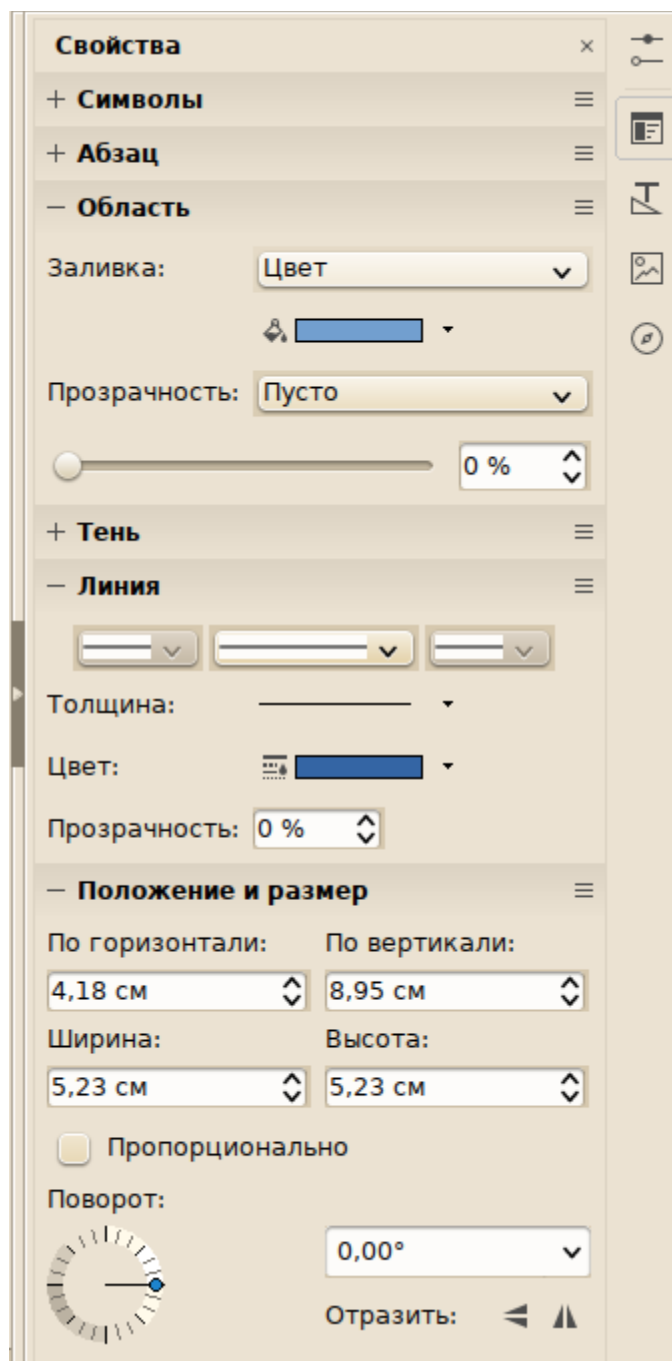 Свойства
Символы
Абзац
Область
Заливка: Цвет
Прозрачность: Пусто
0 %
Тень
Линия
Толщина:
Цвет:
Прозрачность: 0 %
Положение и размер
По горизонтали: По вертикали:
4,18 см 8,95 см
Ширина: Высота:
5,23 см 5,23 см
Пропорционально
Поворот:
0,00°
Отразить: